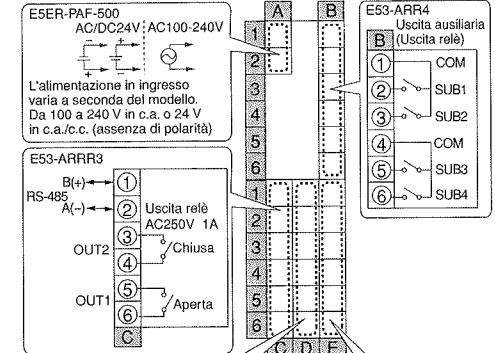 E5ER-PAF-500
AC/DC24V AC100-240V
L'alimentazione in ingresso
varia a seconda del modello.
Da 100 a 240 V in c.a. o 24 V
in c.a./c.c. (assenza di polarità)
A B
1
2
3
4
5
6
1
2
3
4
5
6
C D E
E53-ARR4
Uscita ausiliaria
(Uscita relè)
B
1 COM
2 SUB1
3 SUB2
4 COM
5 SUB3
6 SUB4
E53-ARRR3
B(+) 1
RS-485
A(−) 2
Uscita relè
AC250V 1A
3
OUT2 Chiusa
4
5
OUT1 Aperta
6
C